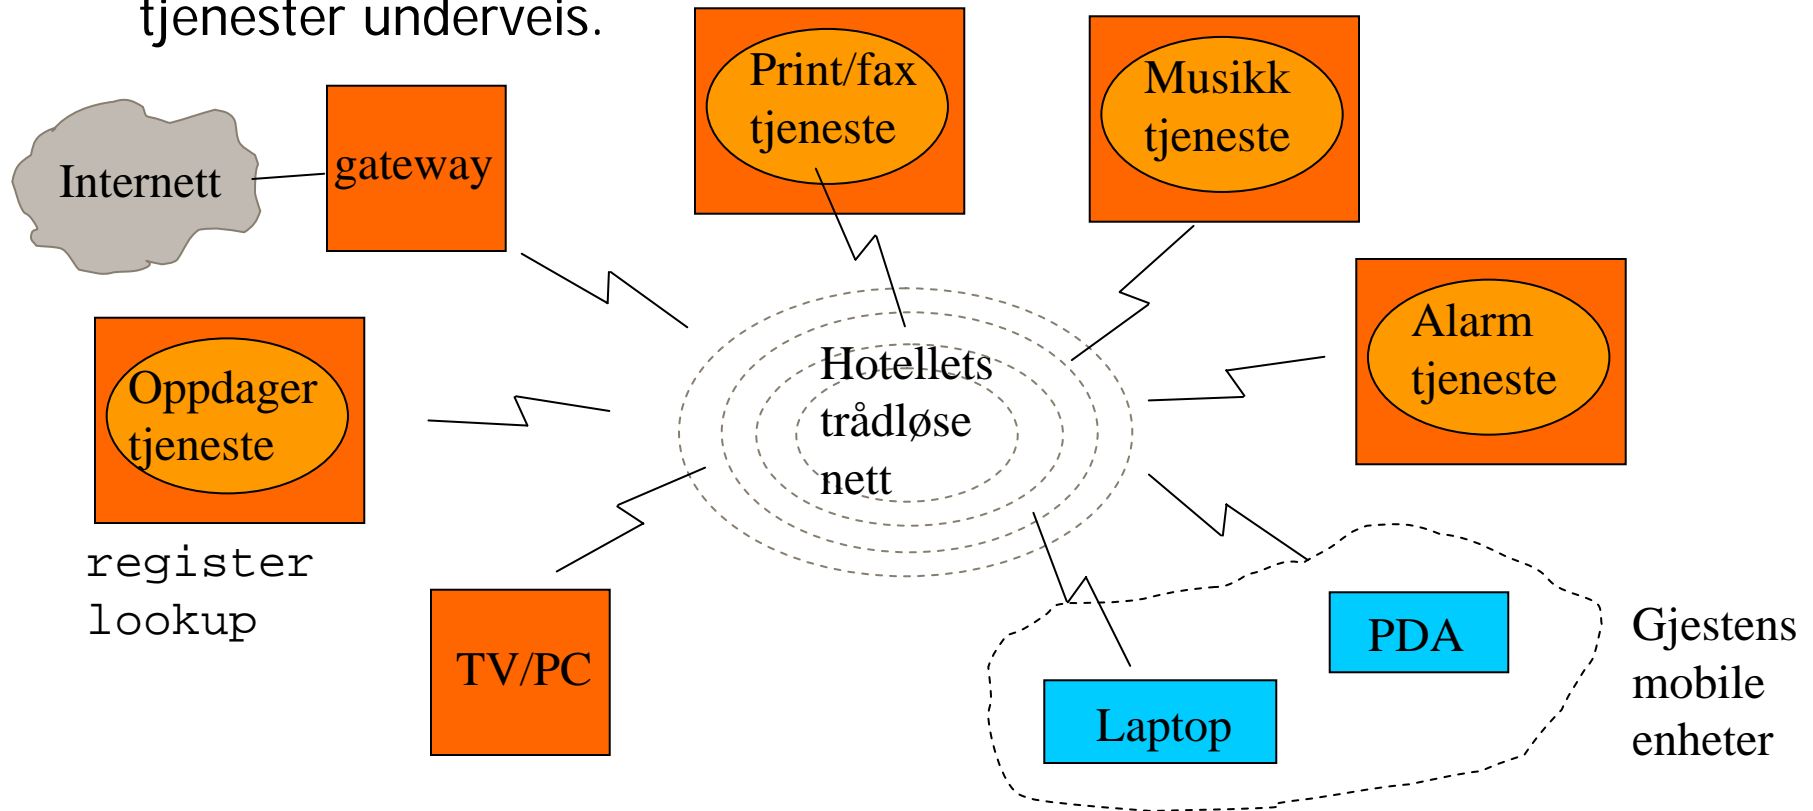 tjenester underveis.
Print/fax
tjeneste
Musikk
tjeneste
Internett
gateway
Alarm
tjeneste
Hotellets
trådløse
nett
Oppdager
tjeneste
register
lookup
TV/PC
PDA
Laptop
Gjestens
mobile
enheter